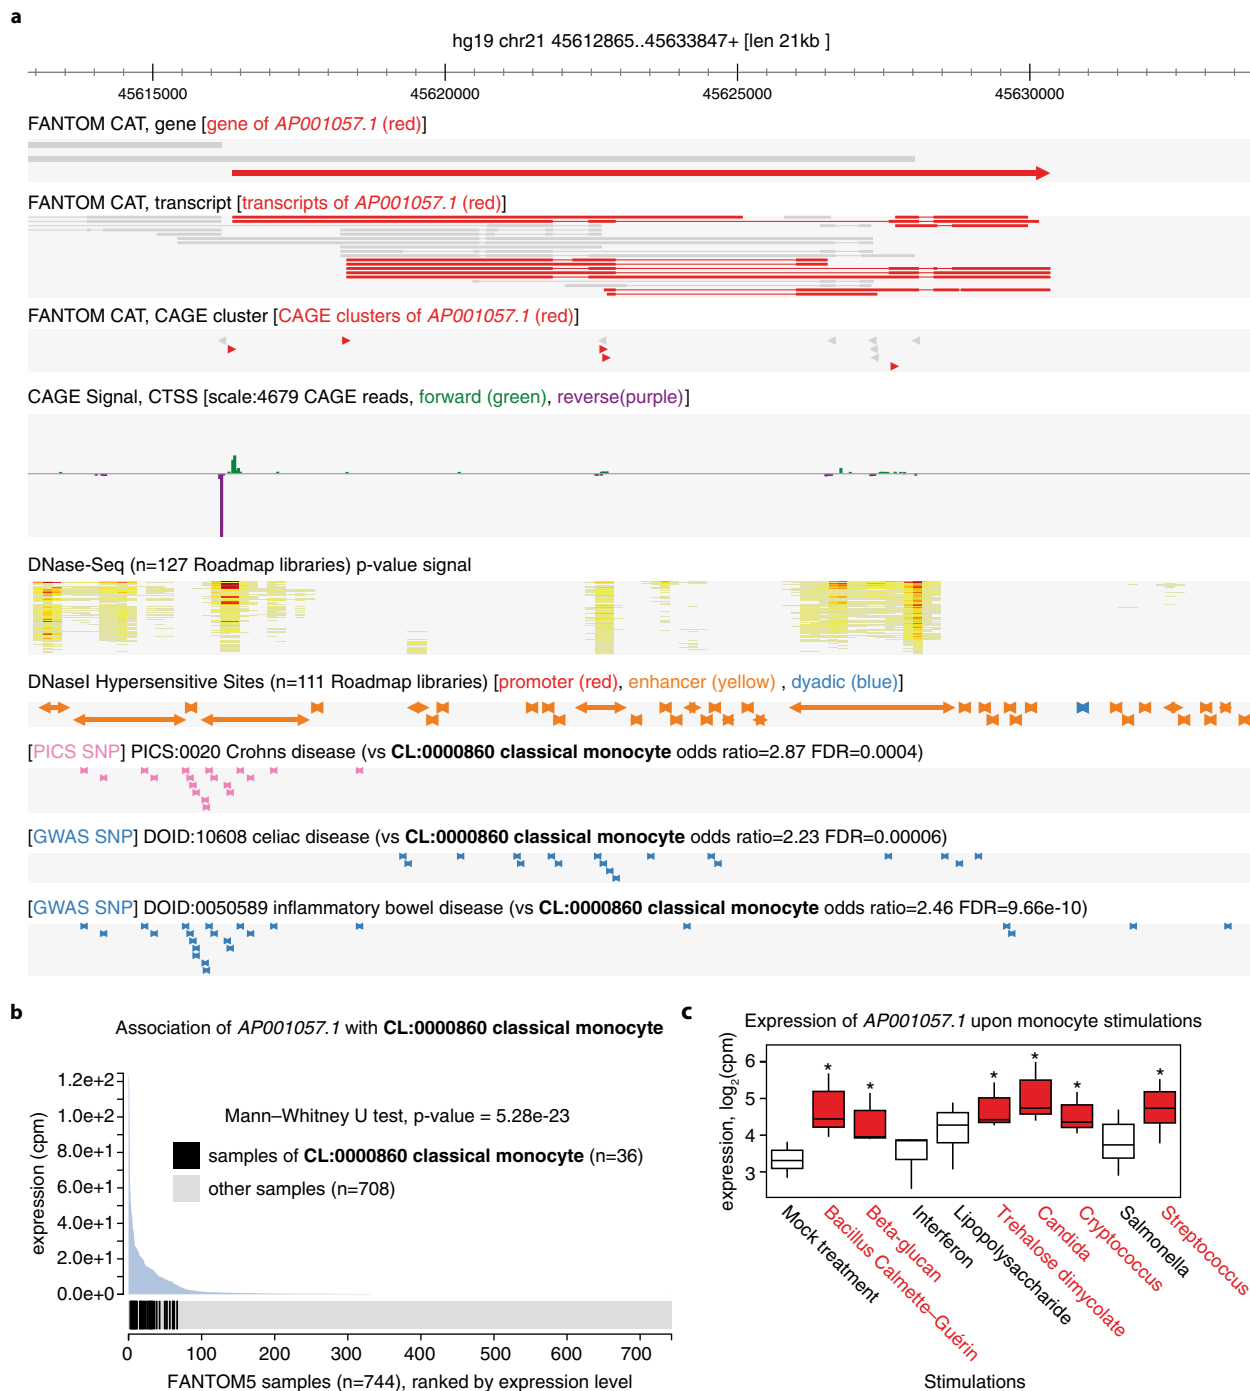 a
hg19 chr21 45612865..45633847+ [len 21kb ]
45615000 45620000 45625000 45630000
FANTOM CAT, gene [gene of AP001057.1 (red)]
FANTOM CAT, transcript [transcripts of AP001057.1 (red)]
FANTOM CAT, CAGE cluster [CAGE clusters of AP001057.1 (red)]
CAGE Signal, CTSS [scale:4679 CAGE reads, forward (green), reverse(purple)]
DNase-Seq (n=127 Roadmap libraries) p-value signal
DNaseI Hypersensitive Sites (n=111 Roadmap libraries) [promoter (red), enhancer (yellow) , dyadic (blue)]
[PICS SNP] PICS:0020 Crohns disease (vs CL:0000860 classical monocyte odds ratio=2.87 FDR=0.0004)
[GWAS SNP] DOID:10608 celiac disease (vs CL:0000860 classical monocyte odds ratio=2.23 FDR=0.00006)
[GWAS SNP] DOID:0050589 inflammatory bowel disease (vs CL:0000860 classical monocyte odds ratio=2.46 FDR=9.66e-10)
b
Association of AP001057.1 with CL:0000860 classical monocyte
expression (cpm)
1.2e+2
1.0e+2
8.0e+1
6.0e+1
4.0e+1
2.0e+1
0.0e+0
Mann–Whitney U test, p-value = 5.28e-23
samples of CL:0000860 classical monocyte (n=36)
other samples (n=708)
0 100 200 300 400 500 600 700
FANTOM5 samples (n=744), ranked by expression level
c
Expression of AP001057.1 upon monocyte stimulations
expression, log2(cpm)
6
5
4
3
* * * * * *
Mock treatment
Bacillus Calmette–Guérin
Beta-glucan
Interferon
Lipopolysaccharide
Trehalose dimycolate
Candida
Cryptococcus
Salmonella
Streptococcus
Stimulations